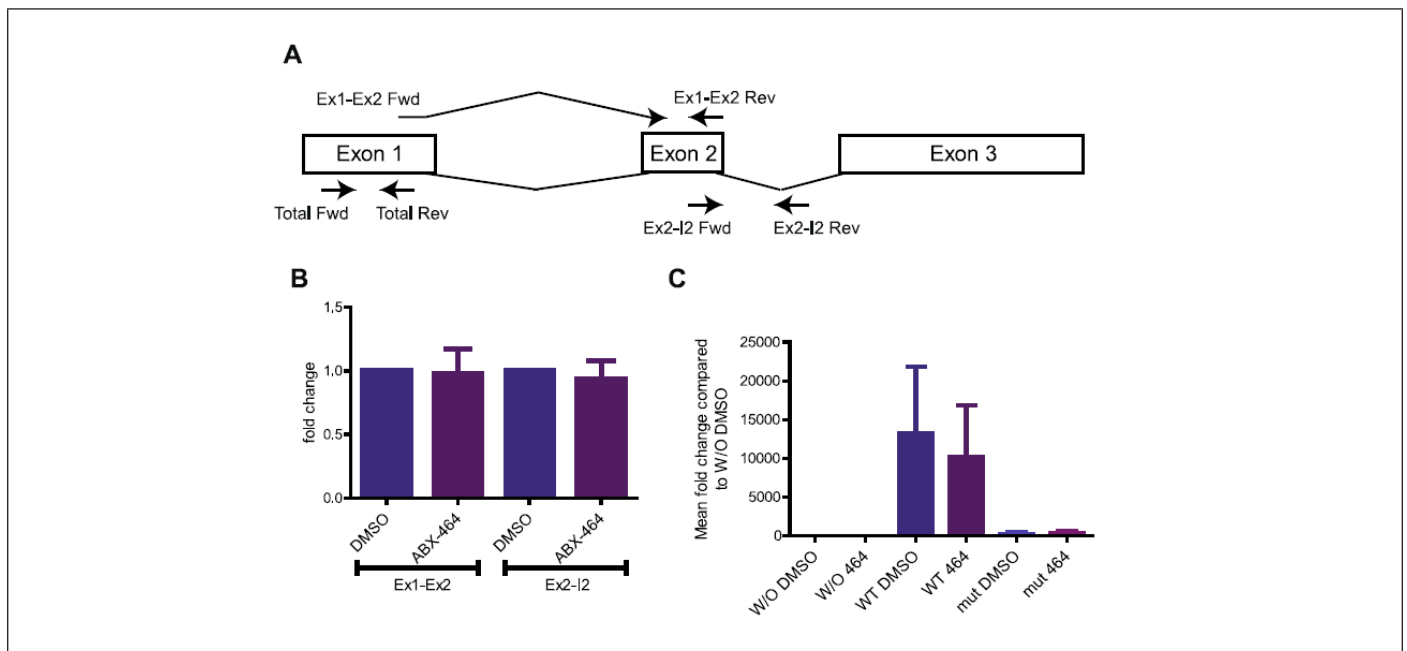 A
Ex1-Ex2 Fwd
Ex1-Ex2 Rev
Exon 1
Exon 2
Exon 3
Total Fwd
Total Rev
Ex2-I2 Fwd
Ex2-I2 Rev
B
fold change
1.5
1.0
0.5
0.0
DMSO
ABX-464
DMSO
ABX-464
Ex1-Ex2
Ex2-I2
C
Mean fold change compared
to W/O DMSO
25000
20000
15000
10000
5000
0
W/O DMSO
W/O 464
WT DMSO
WT 464
mut DMSO
mut 464